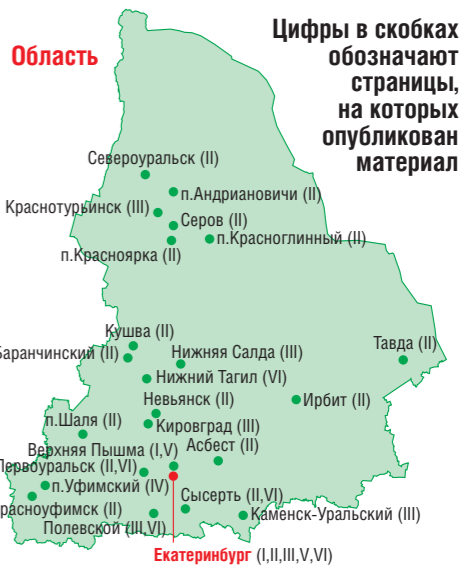 Область
Цифры в скобках
обозначают
страницы,
на которых
опубликован
материал
Североуральск (II)
п.Андриановичи (II)
Краснотурьинск (III)
Серов (II)
п.Красноглинный (II)
п.Красноярка (II)
Кушва (II)
Баранчинский (II)
Нижняя Салда (III)
Тавда (II)
Нижний Тагил (VI)
Невьянск (II)
Ирбит (II)
п.Шаля (II)
Кировград (III)
Верхняя Пышма (I,V)
Асбест (II)
Первоуральск (II,VI)
п.Уфимский (IV)
Сысерть (II,VI)
расноуфимск (II)
Полевской (III,VI)
Каменск-Уральский (III)
Екатеринбург (I,II,III,V,VI)